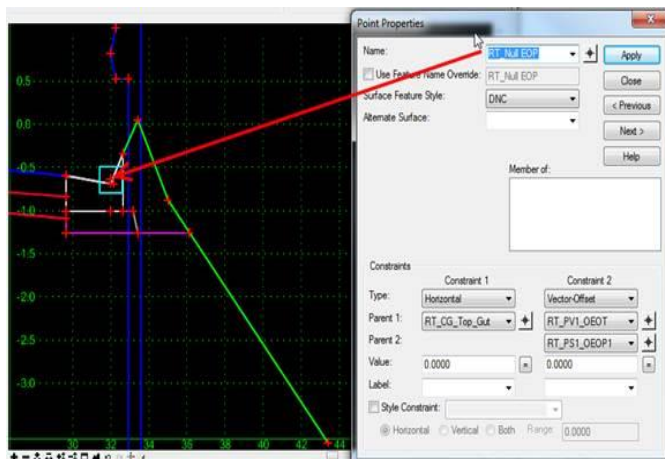 Point Properties
Name:
RT_Null EOP
Apply
Use Feature Name Override:
RT_Null EOP
Close
Surface Feature Style:
DNC
< Previous
Alternate Surface:
Next >
Help
Member of:
Constraints
Constraint 1
Constraint 2
Type:
Horizontal
Vector-Offset
Parent 1:
RT_CG_Top_Gut
RT_PV1_OEOT
Parent 2:
RT_PS1_OEOP1
Value:
0.0000
0.0000
Label:
Style Constraint:
Horizontal
Vertical
Both
Range:
0.0000
0.5
0.0
-0.5
-1.0
-1.5
-2.0
-2.5
-3.0
30 32 34 36 38 40 42 44